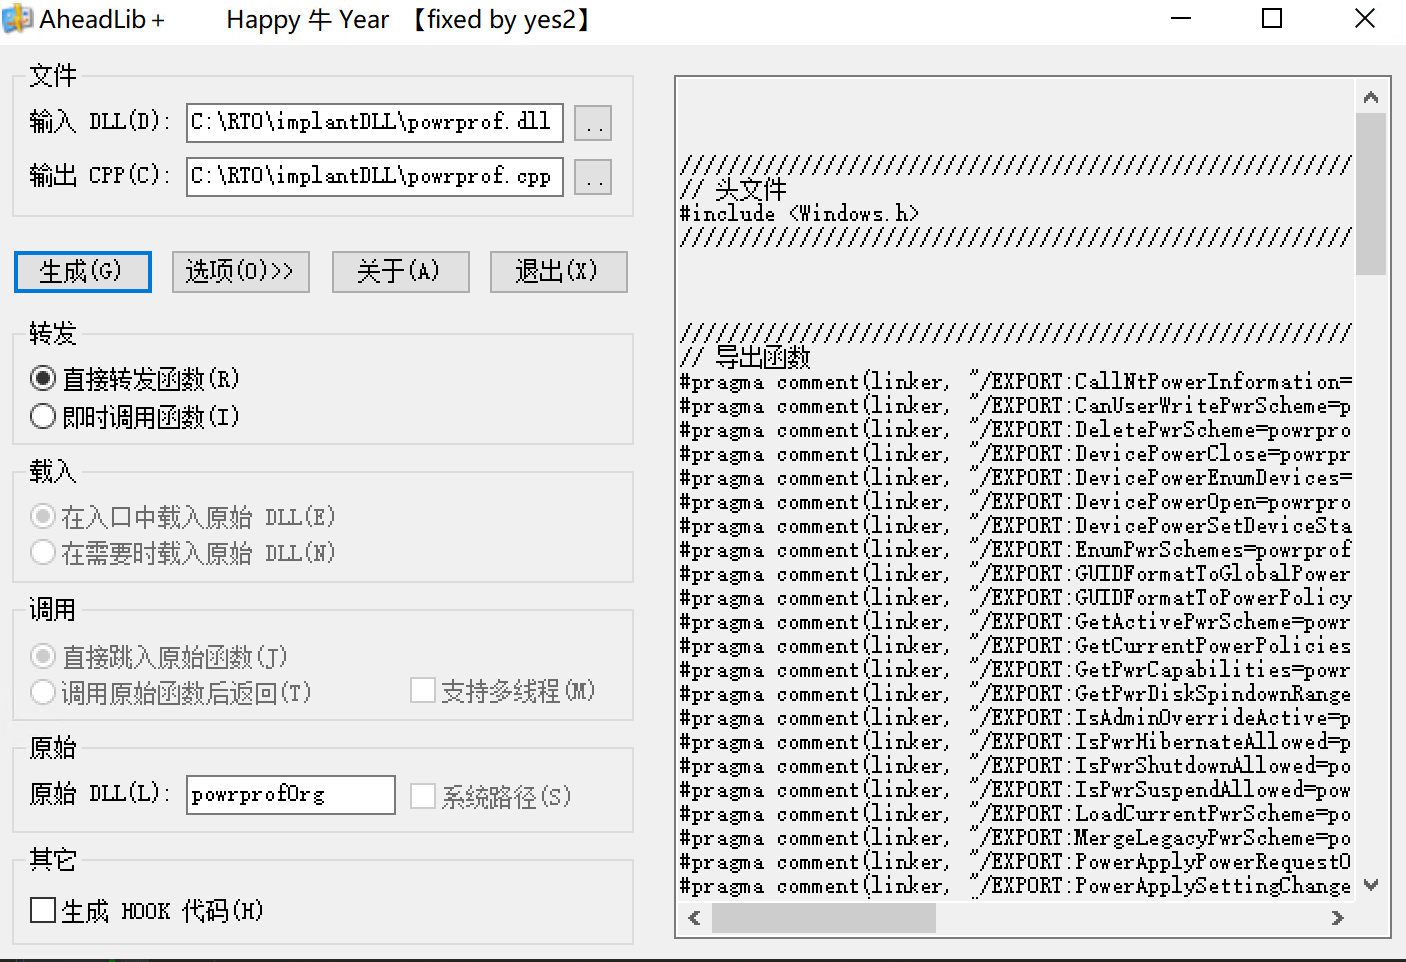 AheadLib+ Happy 牛 Year 【fixed by yes2】
文件
输入 DLL(D): C:\RTO\implantDLL\powrprof.dll ..
输出 CPP(C): C:\RTO\implantDLL\powrprof.cpp ..
生成(G) 选项(O)>> 关于(A) 退出(X)
转发
直接转发函数(R)
即时调用函数(I)
载入
在入口中载入原始 DLL(E)
在需要时载入原始 DLL(N)
调用
直接跳入原始函数(J)
调用原始函数后返回(T) 支持多线程(M)
原始
原始 DLL(L): powrprofOrg 系统路径(S)
其它
生成 HOOK 代码(H)
////////////////////////////////////////////////////////
// 头文件
#include <Windows.h>
////////////////////////////////////////////////////////
////////////////////////////////////////////////////////
// 导出函数
#pragma comment(linker, "/EXPORT:CallNtPowerInformation=
#pragma comment(linker, "/EXPORT:CanUserWritePwrScheme=p
#pragma comment(linker, "/EXPORT:DeletePwrScheme=powrpro
#pragma comment(linker, "/EXPORT:DevicePowerClose=powrpr
#pragma comment(linker, "/EXPORT:DevicePowerEnumDevices=
#pragma comment(linker, "/EXPORT:DevicePowerOpen=powrpro
#pragma comment(linker, "/EXPORT:DevicePowerSetDeviceSta
#pragma comment(linker, "/EXPORT:EnumPwrSchemes=powrprof
#pragma comment(linker, "/EXPORT:GUIDFormatToGlobalPower
#pragma comment(linker, "/EXPORT:GUIDFormatToPowerPolicy
#pragma comment(linker, "/EXPORT:GetActivePwrScheme=powr
#pragma comment(linker, "/EXPORT:GetCurrentPowerPolicies
#pragma comment(linker, "/EXPORT:GetPwrCapabilities=powr
#pragma comment(linker, "/EXPORT:GetPwrDiskSpindownRange
#pragma comment(linker, "/EXPORT:IsAdminOverrideActive=p
#pragma comment(linker, "/EXPORT:IsPwrHibernateAllowed=p
#pragma comment(linker, "/EXPORT:IsPwrShutdownAllowed=po
#pragma comment(linker, "/EXPORT:IsPwrSuspendAllowed=pow
#pragma comment(linker, "/EXPORT:LoadCurrentPwrScheme=po
#pragma comment(linker, "/EXPORT:MergeLegacyPwrScheme=po
#pragma comment(linker, "/EXPORT:PowerApplyPowerRequestO
#pragma comment(linker, "/EXPORT:PowerApplySettingChange